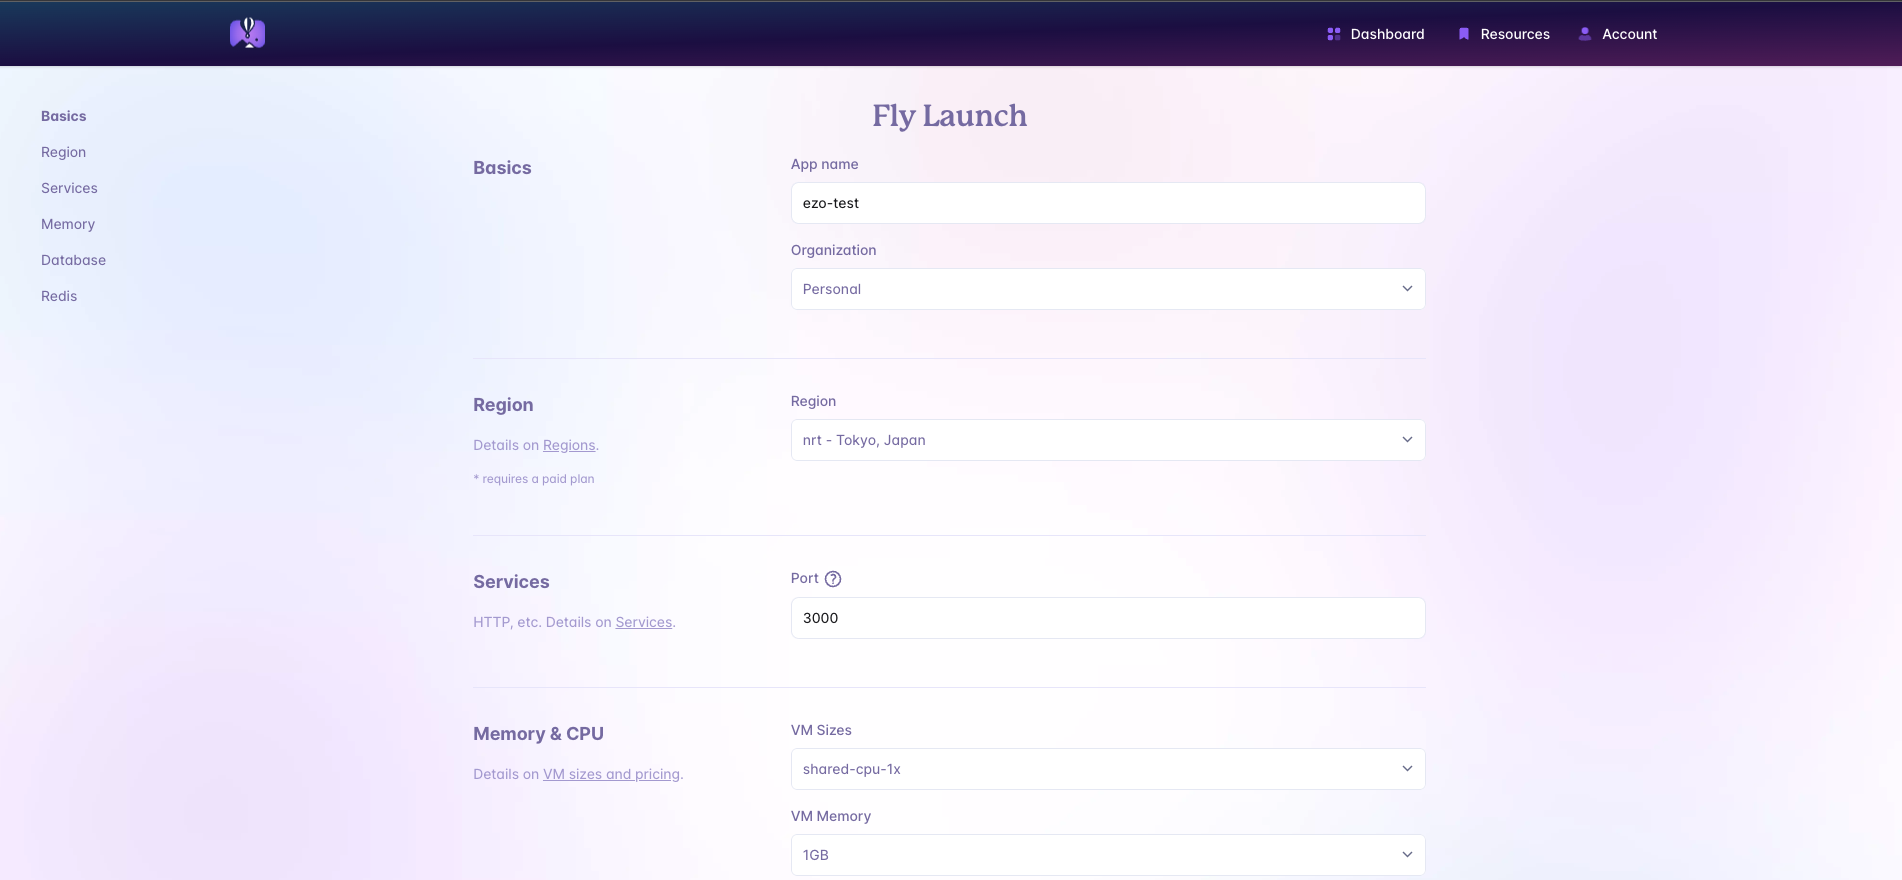 Dashboard
Resources
Account
Basics
Region
Services
Memory
Database
Redis
Fly Launch
Basics
App name
ezo-test
Organization
Personal
Region
Details on Regions.
* requires a paid plan
Region
nrt - Tokyo, Japan
Services
HTTP, etc. Details on Services.
Port ?
3000
Memory & CPU
Details on VM sizes and pricing.
VM Sizes
shared-cpu-1x
VM Memory
1GB